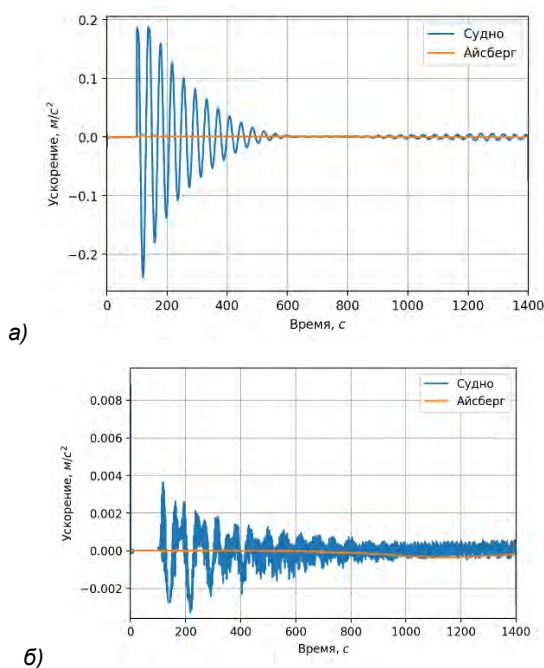 0.2
0.1
0.0
−0.1
−0.2
Ускорение, м/с²
0 200 400 600 800 1000 1200 1400
Время, с
Судно
Айсберг
а)
0.008
0.006
0.004
0.002
0.000
−0.002
Ускорение, м/с²
0 200 400 600 800 1000 1200 1400
Время, с
Судно
Айсберг
б)